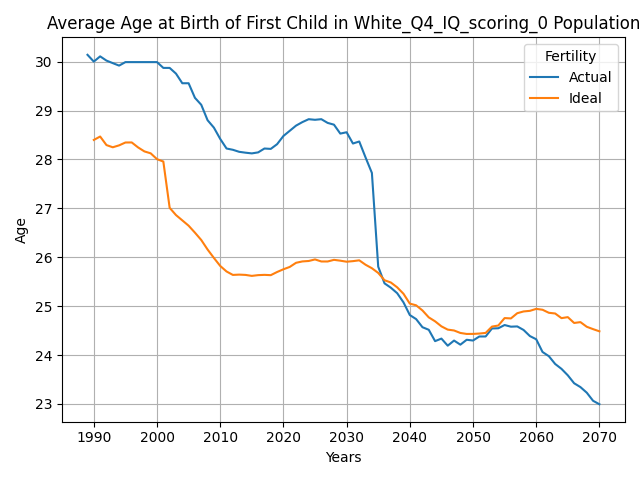 Average Age at Birth of First Child in White_Q4_IQ_scoring_0 Population
Fertility
Actual
Ideal
Age
30
29
28
27
26
25
24
23
1990 2000 2010 2020 2030 2040 2050 2060 2070
Years